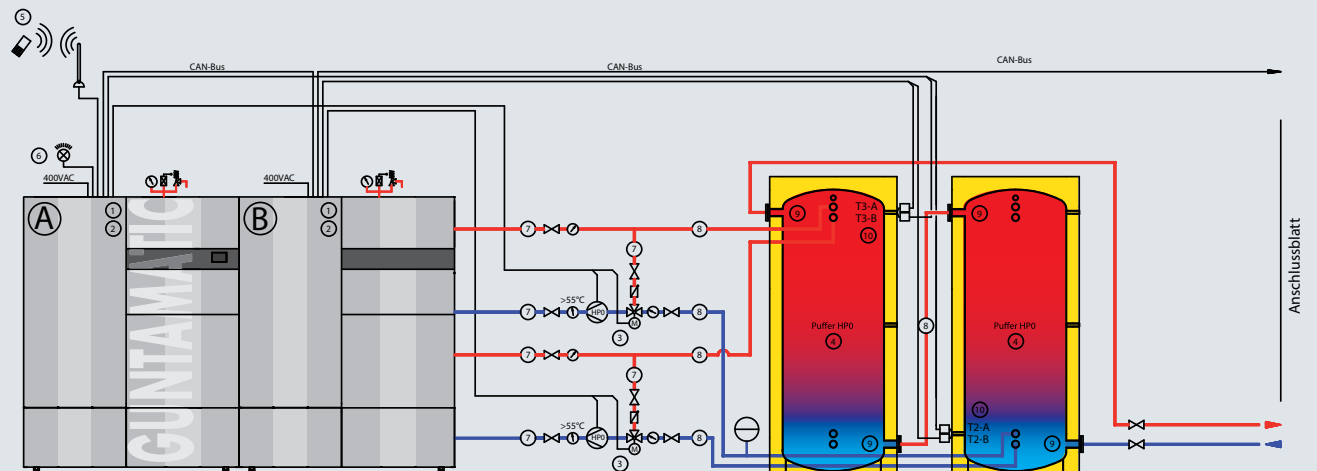 5
CAN-Bus
CAN-Bus
CAN-Bus
6
400VAC
400VAC
A
1
2
B
1
2
GUNTAMATIC
7
8
7
>55°C
7
HP0
M
8
3
7
8
7
>55°C
7
HP0
M
8
3
9
T3-A
T3-B
10
9
Puffer HP0
4
8
Puffer HP0
4
10
T2-A
T2-B
9
9
Anschlussblatt